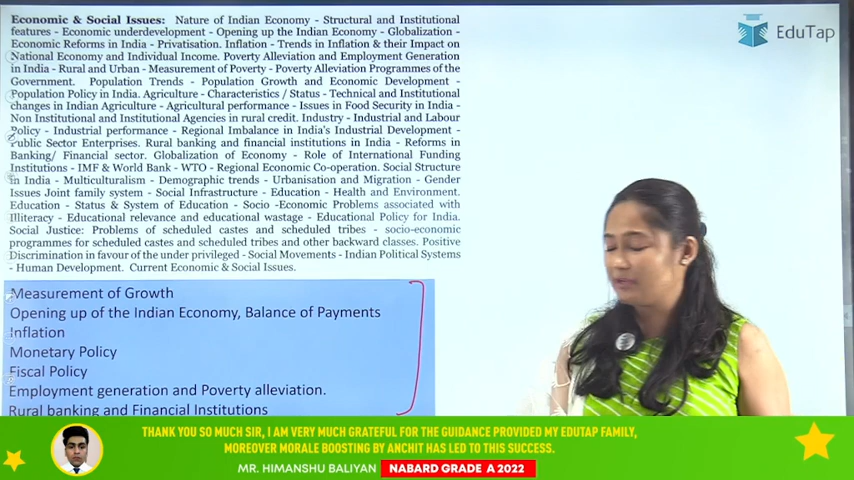 Economic & Social Issues: Nature of Indian Economy - Structural and Institutional
features - Economic underdevelopment - Opening up the Indian Economy - Globalization -
Economic Reforms in India - Privatisation. Inflation - Trends in Inflation & their Impact on
National Economy and Individual Income. Poverty Alleviation and Employment Generation
in India - Rural and Urban - Measurement of Poverty - Poverty Alleviation Programmes of the
Government. Population Trends - Population Growth and Economic Development -
Population Policy in India. Agriculture - Characteristics / Status - Technical and Institutional
changes in Indian Agriculture - Agricultural performance - Issues in Food Security in India -
Non Institutional and Institutional Agencies in rural credit. Industry - Industrial and Labour
Policy - Industrial performance - Regional Imbalance in India's Industrial Development -
Public Sector Enterprises. Rural banking and financial institutions in India - Reforms in
Banking/ Financial sector. Globalization of Economy - Role of International Funding
Institutions - IMF & World Bank - WTO - Regional Economic Co-operation. Social Structure
in India - Multiculturalism - Demographic trends - Urbanisation and Migration - Gender
Issues Joint family system - Social Infrastructure - Education - Health and Environment.
Education - Status & System of Education - Socio - Economic Problems associated with
Illiteracy - Educational relevance and educational wastage - Educational Policy for India.
Social Justice: Problems of scheduled castes and scheduled tribes - socio-economic
programmes for scheduled castes and scheduled tribes and other backward classes. Positive
Discrimination in favour of the under privileged - Social Movements - Indian Political Systems
- Human Development. Current Economic & Social Issues.
EduTap
Measurement of Growth
Opening up of the Indian Economy, Balance of Payments
Inflation
Monetary Policy
Fiscal Policy
Employment generation and Poverty alleviation.
Rural banking and Financial Institutions
THANK YOU SO MUCH SIR, I AM VERY MUCH GRATEFUL FOR THE GUIDANCE PROVIDED MY EDUTAP FAMILY,
MOREOVER MORALE BOOSTING BY ANCHIT HAS LED TO THIS SUCCESS.
MR. HIMANSHU BALIYAN NABARD GRADE A 2022